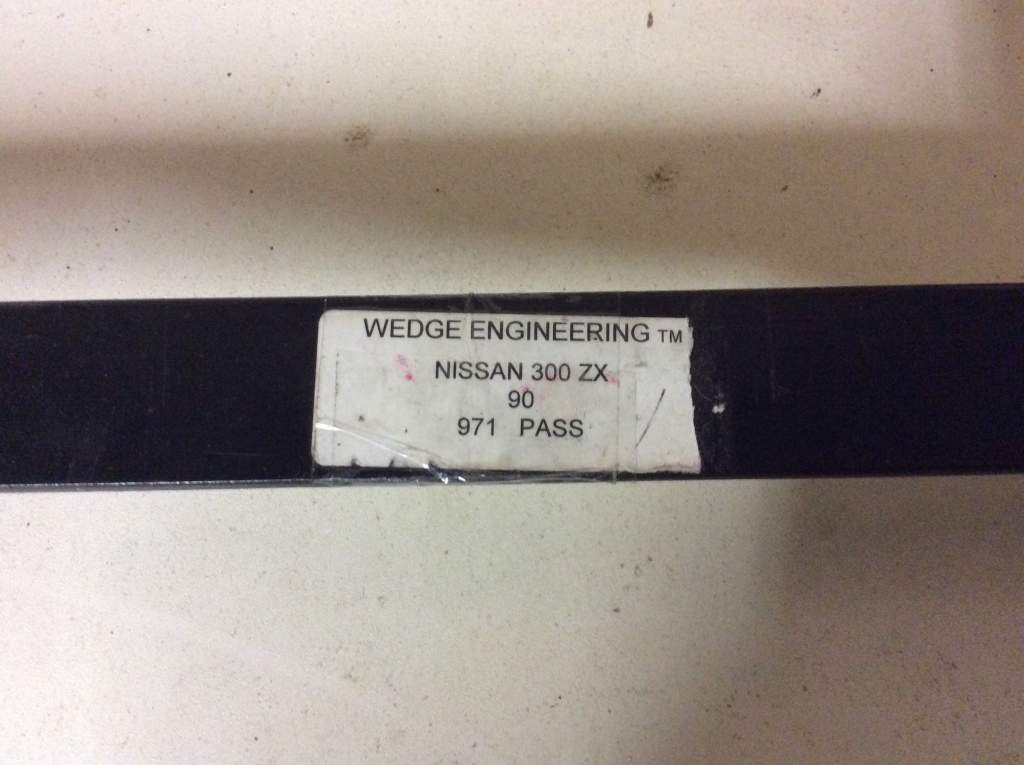 WEDGE ENGINEERING TM
NISSAN 300 ZX
90
971 PASS